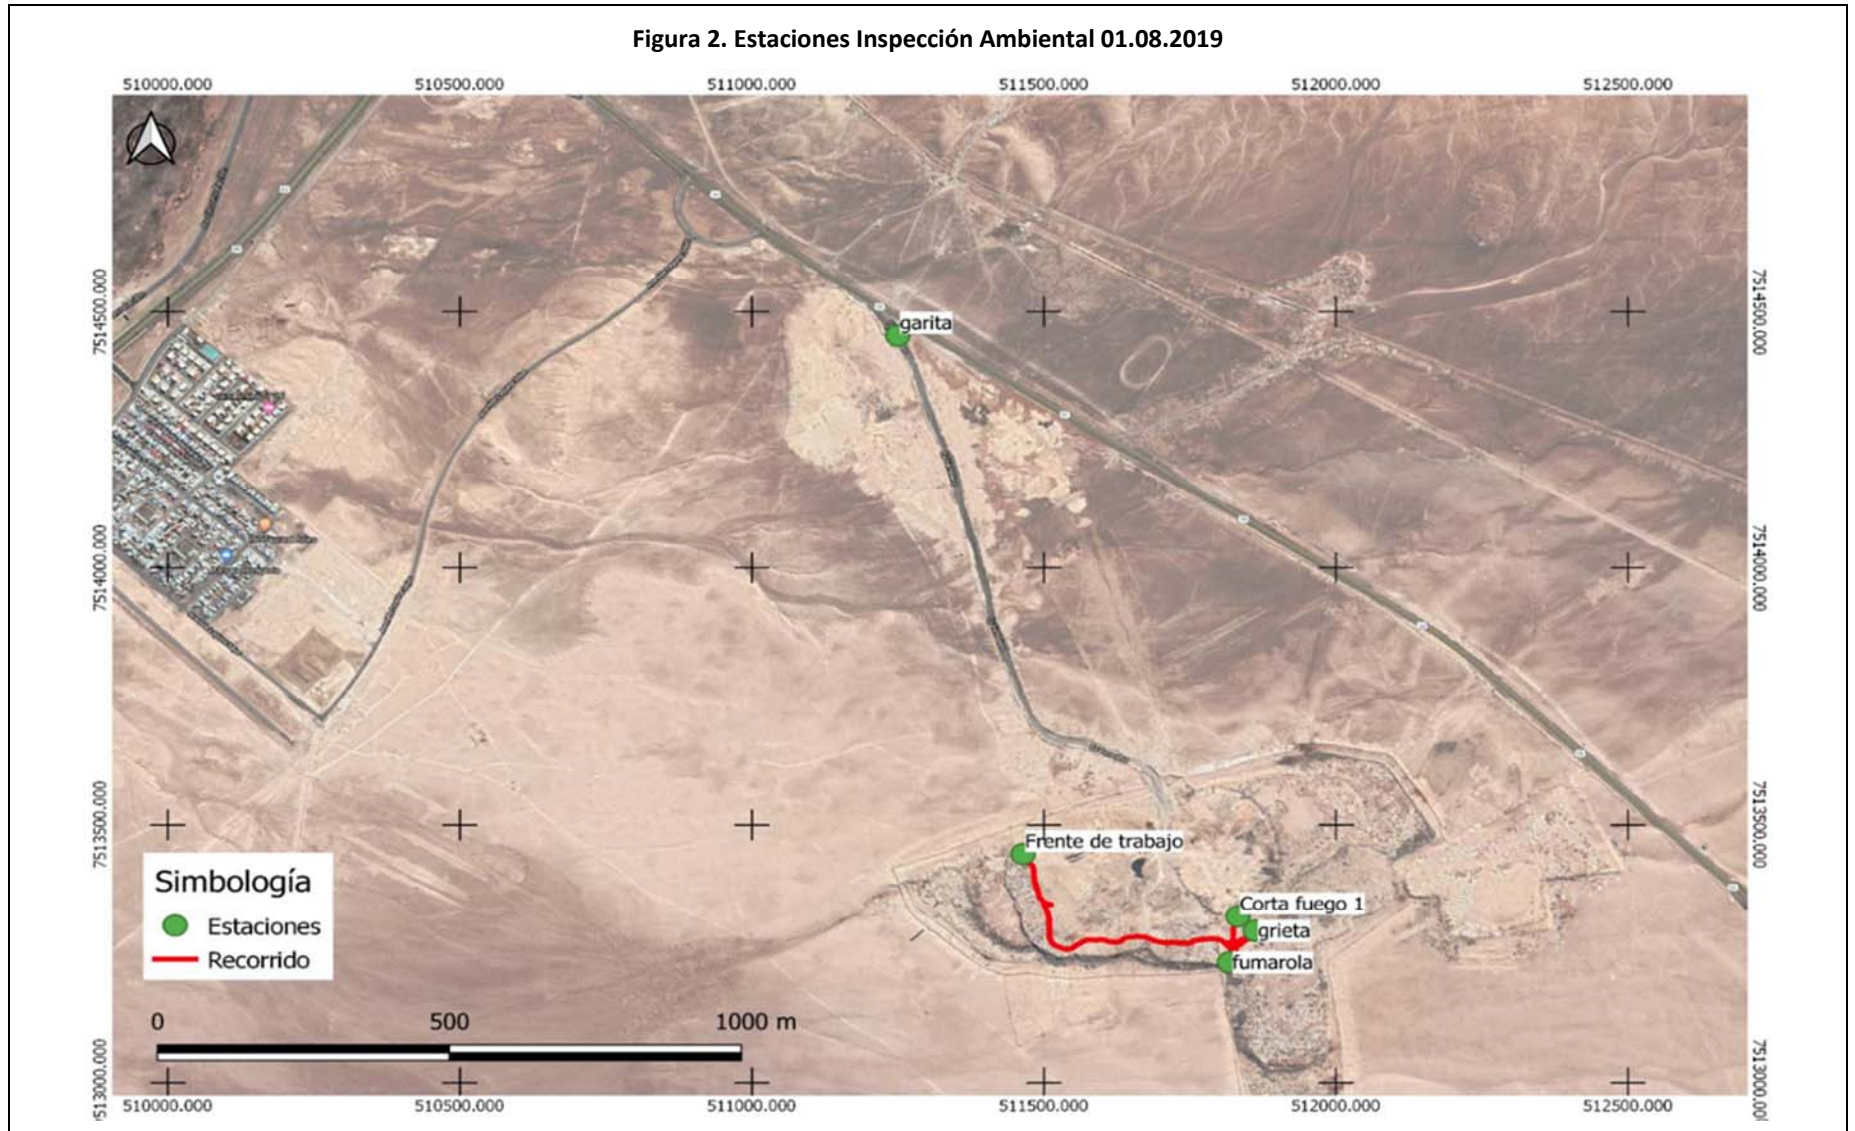 Figura 2. Estaciones Inspección Ambiental 01.08.2019
510000.000 510500.000 511000.000 511500.000 512000.000 512500.000
7514500.000 7514500.000
garita
7514000.000 7514000.000
7513500.000 7513500.000
Frente de trabajo
Corta fuego 1
grieta
fumarola
Simbología
Estaciones
Recorrido
0 500 1000 m
7513000.000 7513000.000
510000.000 510500.000 511000.000 511500.000 512000.000 512500.000